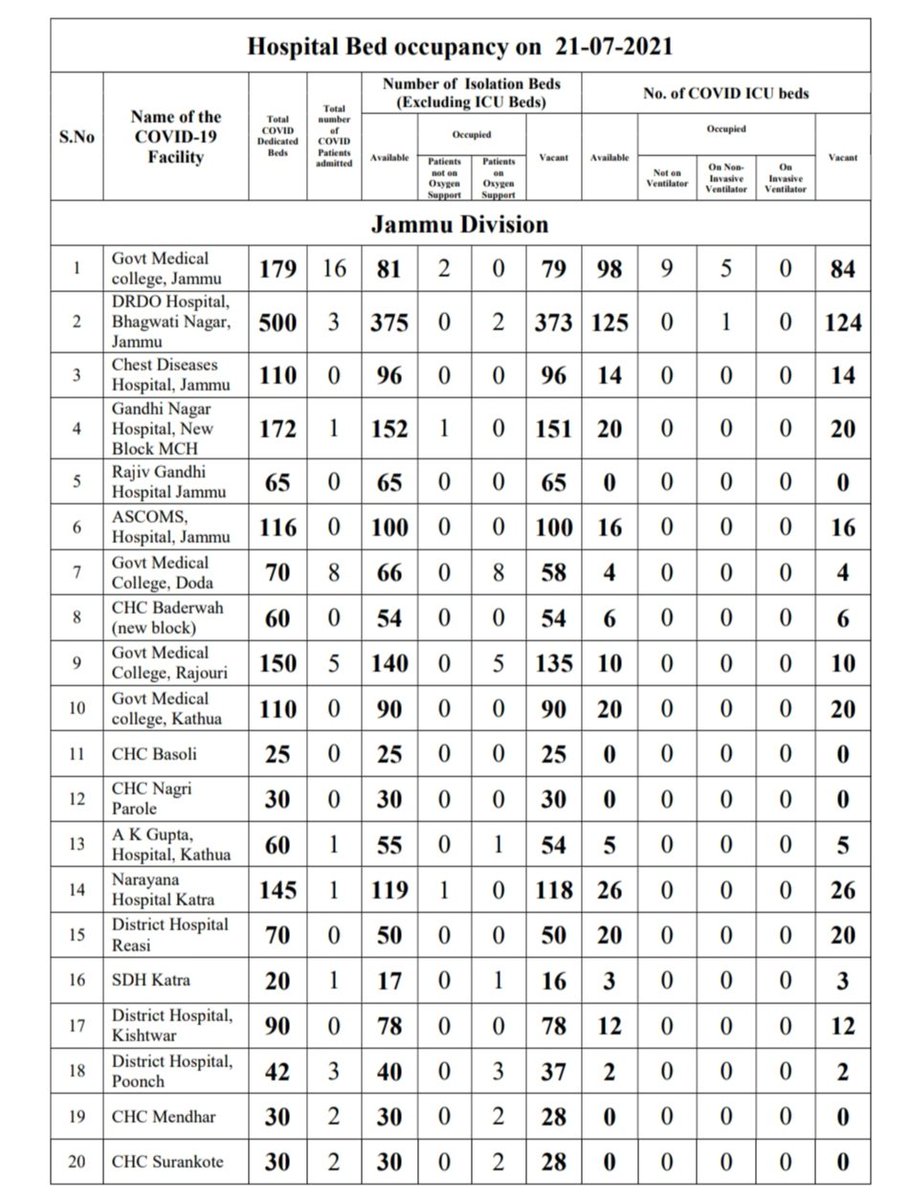 Hospital Bed occupancy on 21-07-2021
S.No
Name of the
COVID-19
Facility
Total
COVID
Dedicated
Beds
Total
number
of
COVID
Patients
admitted
Number of Isolation Beds
(Excluding ICU Beds)
No. of COVID ICU beds
Available
Occupied
Patients
not on
Oxygen
Support
Patients
on
Oxygen
Support
Vacant
Available
Occupied
Not on
Ventilator
On Non-
Invasive
Ventilator
On
Invasive
Ventilator
Vacant
Jammu Division
1 Govt Medical
college, Jammu 179 16 81 2 0 79 98 9 5 0 84
2 DRDO Hospital,
Bhagwati Nagar,
Jammu 500 3 375 0 2 373 125 0 1 0 124
3 Chest Diseases
Hospital, Jammu 110 0 96 0 0 96 14 0 0 0 14
4 Gandhi Nagar
Hospital, New
Block MCH 172 1 152 1 0 151 20 0 0 0 20
5 Rajiv Gandhi
Hospital Jammu 65 0 65 0 0 65 0 0 0 0 0
6 ASCOMS,
Hospital, Jammu 116 0 100 0 0 100 16 0 0 0 16
7 Govt Medical
College, Doda 70 8 66 0 8 58 4 0 0 0 4
8 CHC Baderwah
(new block) 60 0 54 0 0 54 6 0 0 0 6
9 Govt Medical
College, Rajouri 150 5 140 0 5 135 10 0 0 0 10
10 Govt Medical
college, Kathua 110 0 90 0 0 90 20 0 0 0 20
11 CHC Basoli 25 0 25 0 0 25 0 0 0 0 0
12 CHC Nagri
Parole 30 0 30 0 0 30 0 0 0 0 0
13 A K Gupta,
Hospital, Kathua 60 1 55 0 1 54 5 0 0 0 5
14 Narayana
Hospital Katra 145 1 119 1 0 118 26 0 0 0 26
15 District Hospital
Reasi 70 0 50 0 0 50 20 0 0 0 20
16 SDH Katra 20 1 17 0 1 16 3 0 0 0 3
17 District Hospital,
Kishtwar 90 0 78 0 0 78 12 0 0 0 12
18 District Hospital,
Poonch 42 3 40 0 3 37 2 0 0 0 2
19 CHC Mendhar 30 2 30 0 2 28 0 0 0 0 0
20 CHC Surankote 30 2 30 0 2 28 0 0 0 0 0